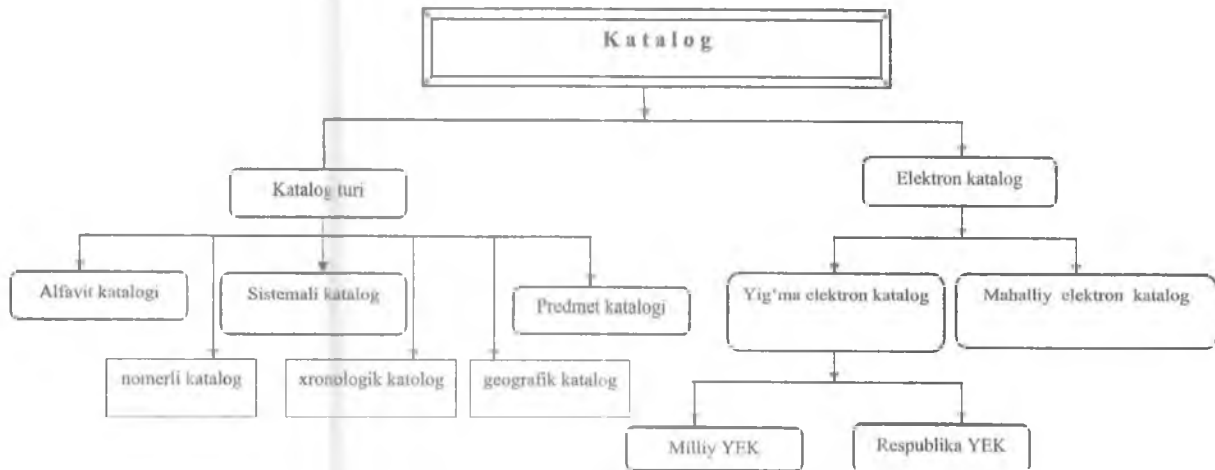 Katalog
Katalog turi
Elektron katalog
Alfavit katalogi
Sistemali katalog
Predmet katalogi
Yig'ma elektron katalog
Mahalliy elektron katalog
nomerli katalog
xronologik katolog
geografik katalog
Milliy YEK
Respublika YEK